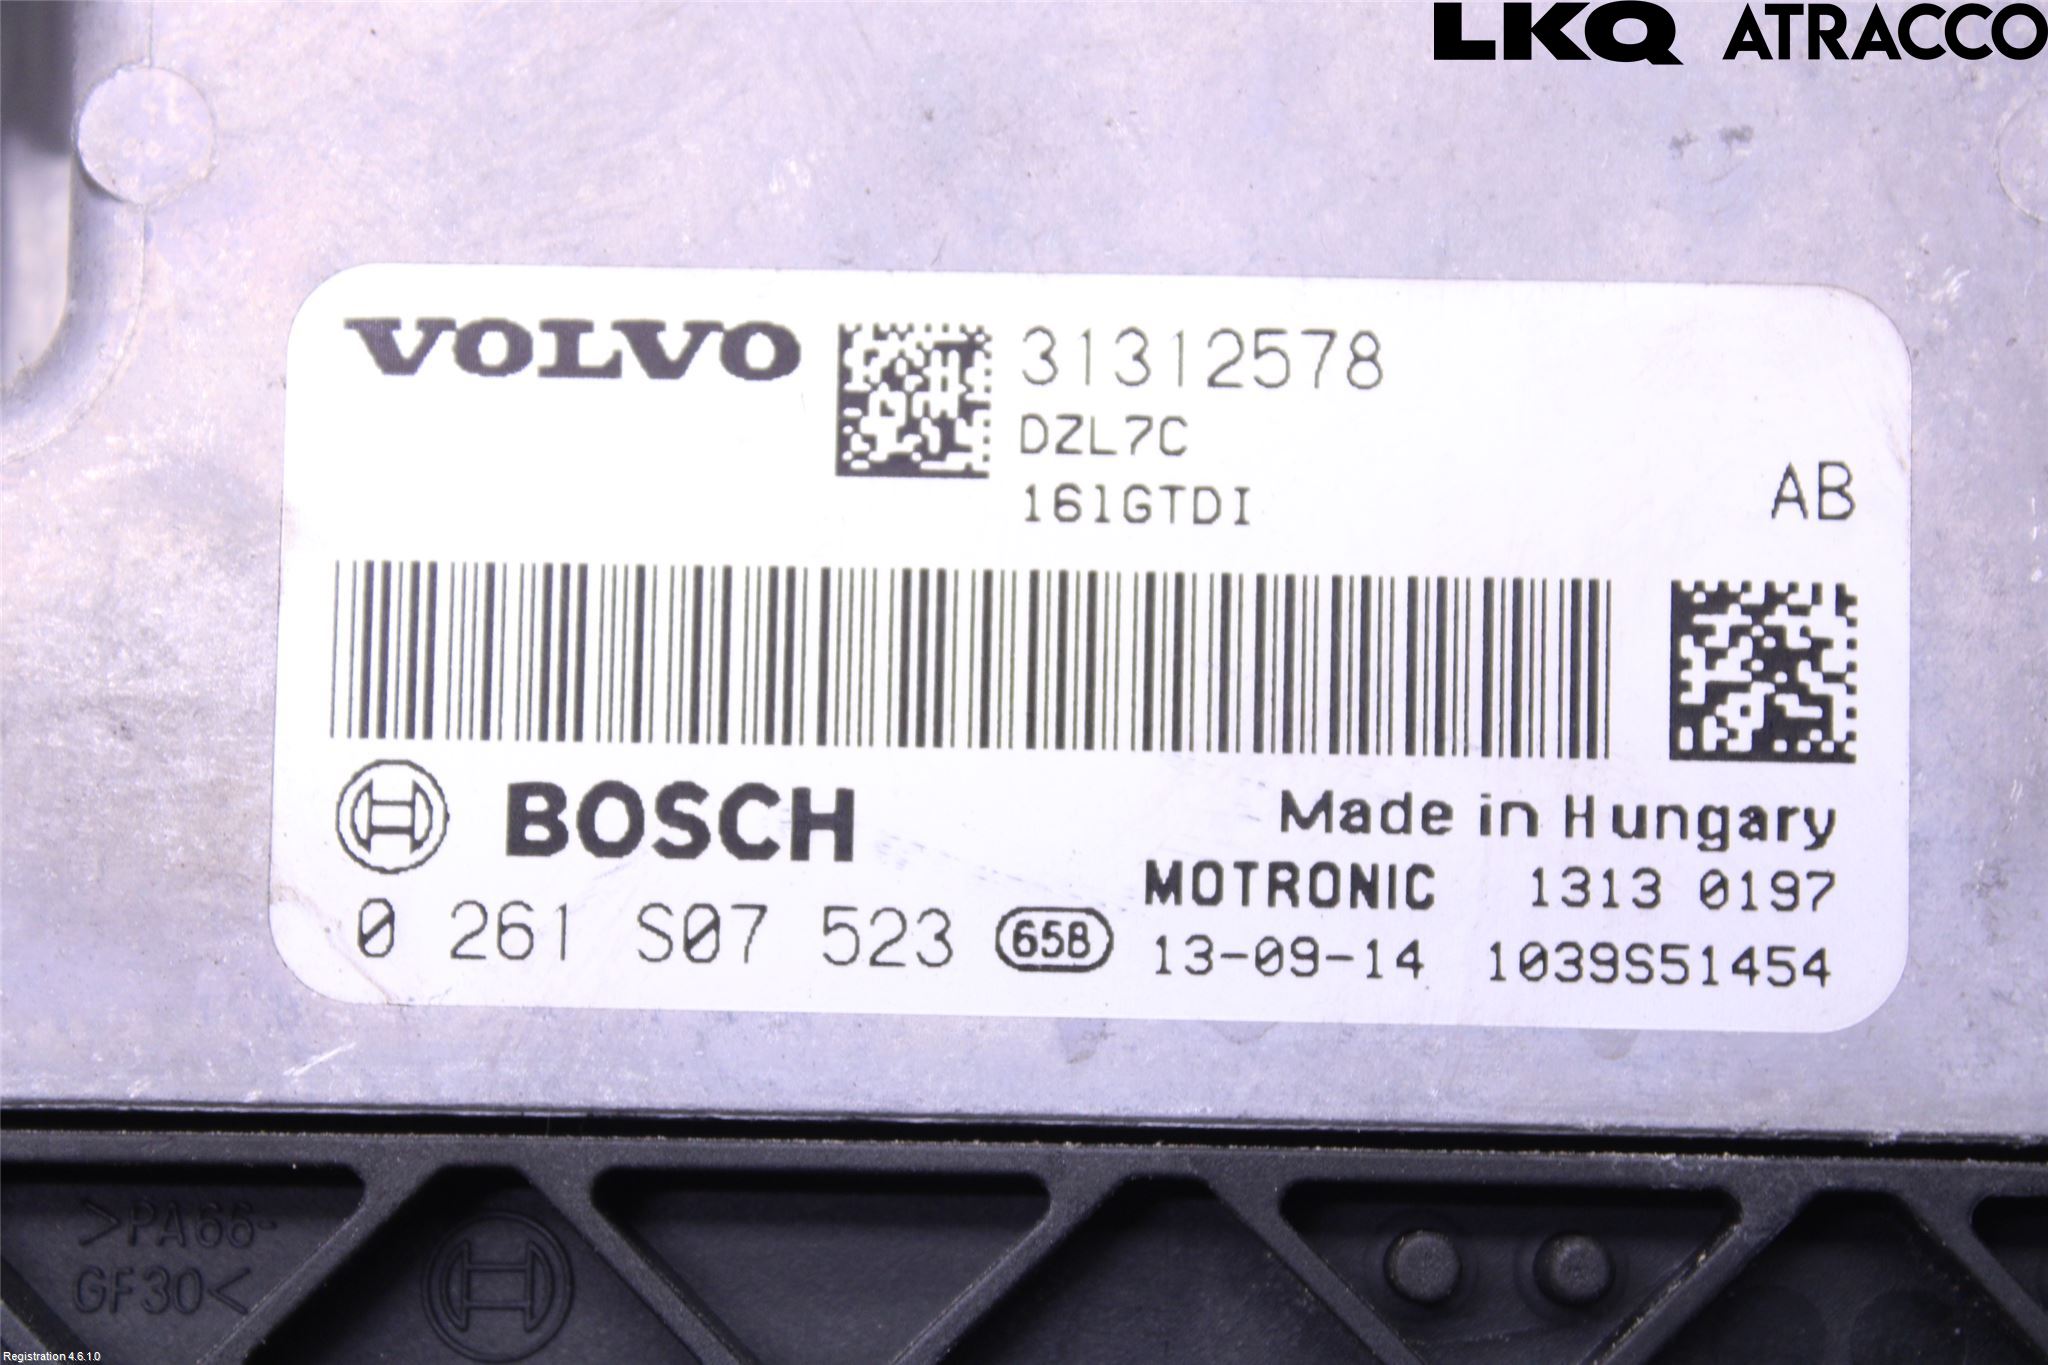 LKQ ATRACCO
VOLVO
31312578
DZL7C
161GTDI
AB
BOSCH
Made in Hungary
MOTRONIC 1313 0197
0 261 S07 523 65B 13-09-14 1039S51454
>PA66-
GF30<
Registration 4.6.1.0